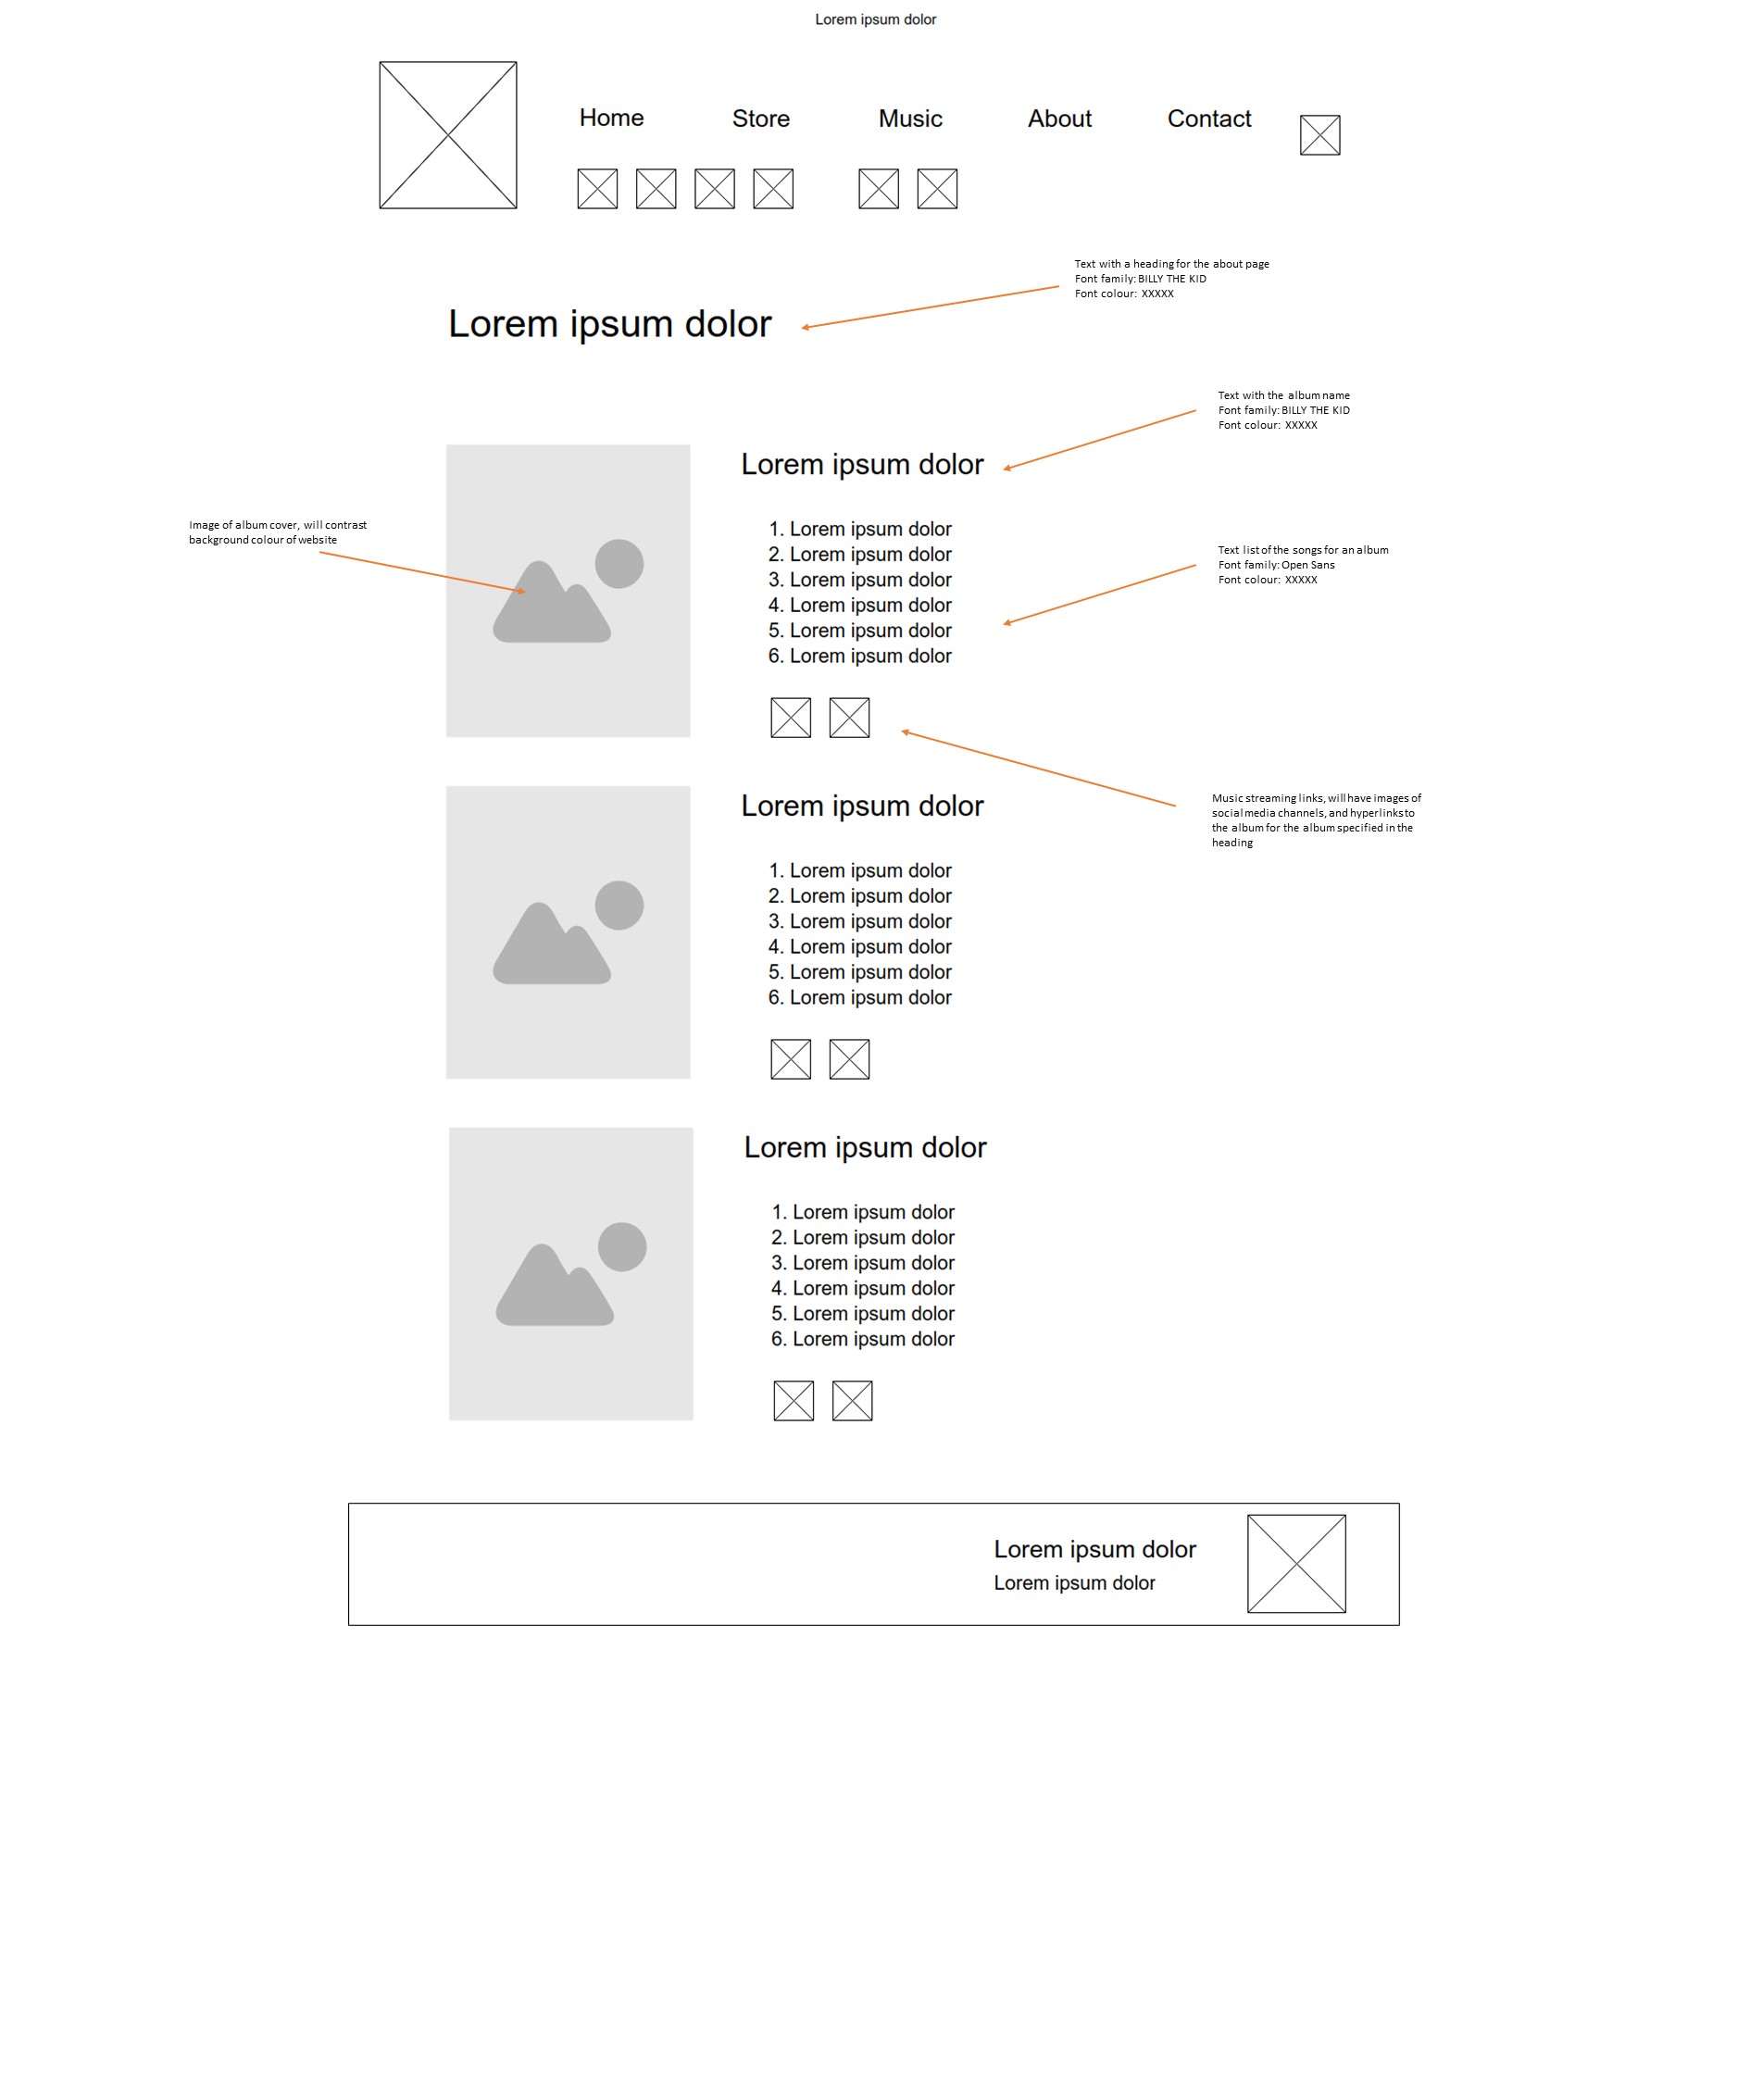 Lorem ipsum dolor
Home Store Music About Contact
Text with a heading for the about page
Font family: BILLY THE KID
Font colour: XXXXX
Lorem ipsum dolor
Text with the album name
Font family: BILLY THE KID
Font colour: XXXXX
Lorem ipsum dolor
Image of album cover, will contrast
background colour of website
1. Lorem ipsum dolor
2. Lorem ipsum dolor
3. Lorem ipsum dolor
4. Lorem ipsum dolor
5. Lorem ipsum dolor
6. Lorem ipsum dolor
Text list of the songs for an album
Font family: Open Sans
Font colour: XXXXX
Music streaming links, will have images of
social media channels, and hyperlinks to
the album for the album specified in the
heading
Lorem ipsum dolor
1. Lorem ipsum dolor
2. Lorem ipsum dolor
3. Lorem ipsum dolor
4. Lorem ipsum dolor
5. Lorem ipsum dolor
6. Lorem ipsum dolor
Lorem ipsum dolor
1. Lorem ipsum dolor
2. Lorem ipsum dolor
3. Lorem ipsum dolor
4. Lorem ipsum dolor
5. Lorem ipsum dolor
6. Lorem ipsum dolor
Lorem ipsum dolor
Lorem ipsum dolor